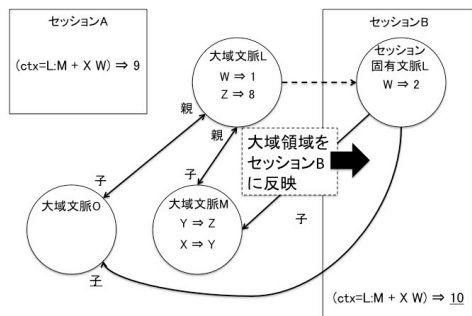 セッションA
(ctx=L:M + X W) ⇒ 9
大域文脈L
W ⇒ 1
Z ⇒ 8
セッションB
セッション
固有文脈L
W ⇒ 2
親
親
大域領域を
セッションB
に反映
子
子
子
大域文脈O
大域文脈M
Y ⇒ Z
X ⇒ Y
子
(ctx=L:M + X W) ⇒ 10